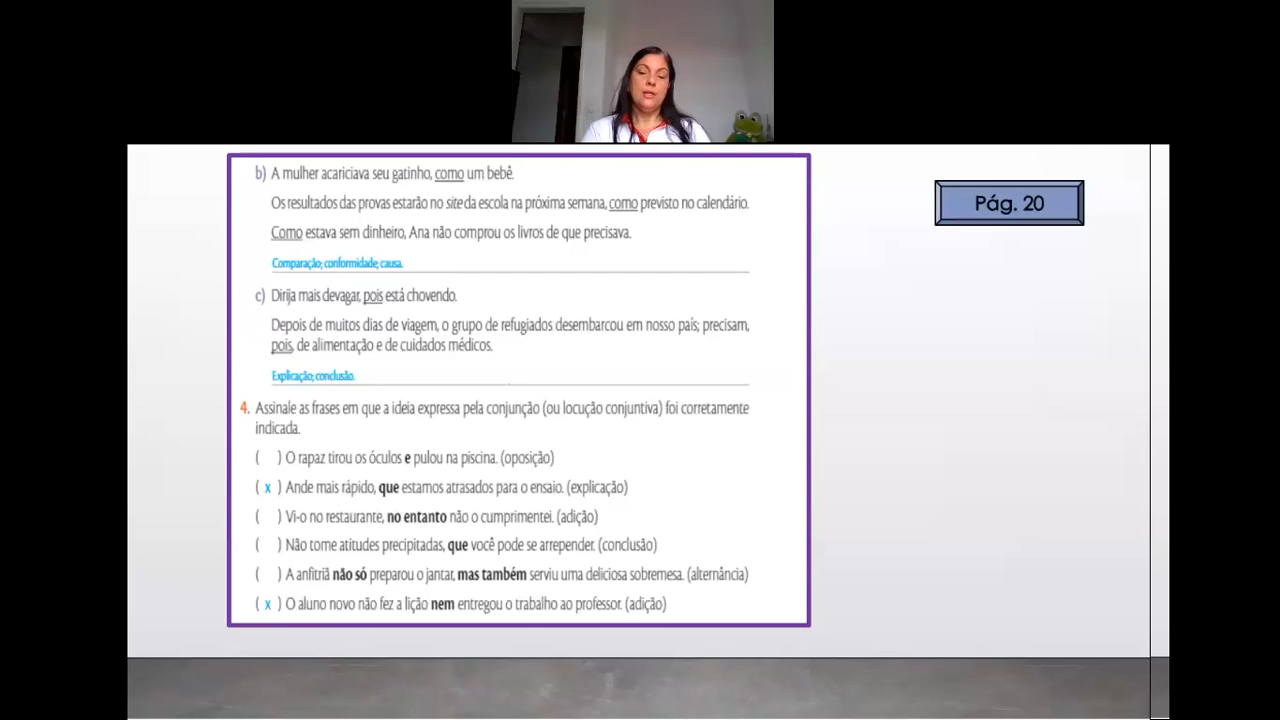 b) A mulher acariciava seu gatinho, como um bebê.
Os resultados das provas estarão no site da escola na próxima semana, como previsto no calendário.
Como estava sem dinheiro, Ana não comprou os livros de que precisava.
Comparação; conformidade; causa.
c) Dirija mais devagar, pois está chovendo.
Depois de muitos dias de viagem, o grupo de refugiados desembarcou em nosso país; precisam,
pois, de alimentação e de cuidados médicos.
Explicação; conclusão.
4. Assinale as frases em que a ideia expressa pela conjunção (ou locução conjuntiva) foi corretamente
indicada.
( ) O rapaz tirou os óculos e pulou na piscina. (oposição)
( x ) Ande mais rápido, que estamos atrasados para o ensaio. (explicação)
( ) Vi-o no restaurante, no entanto não o cumprimentei. (adição)
( ) Não tome atitudes precipitadas, que você pode se arrepender. (conclusão)
( ) A anfitriã não só preparou o jantar, mas também serviu uma deliciosa sobremesa. (alternância)
( x ) O aluno novo não fez a lição nem entregou o trabalho ao professor. (adição)
Pág. 20